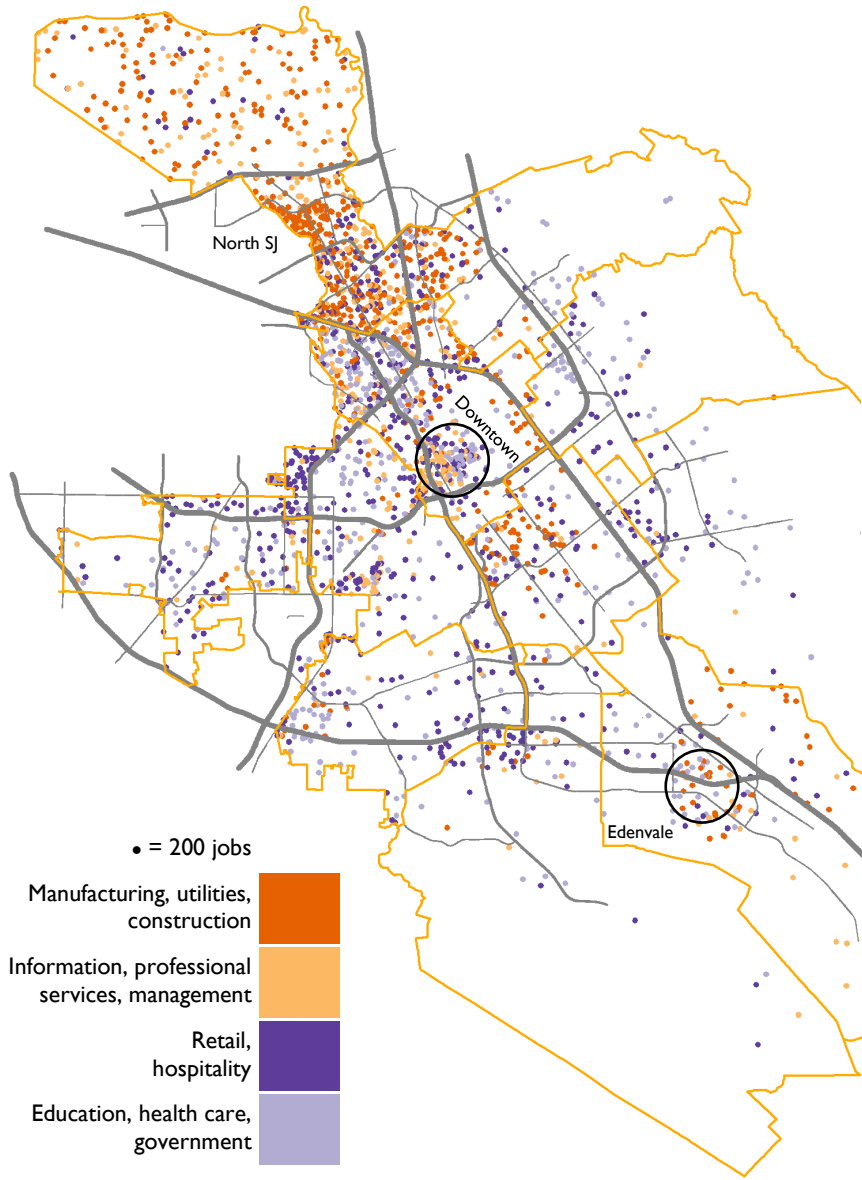 North SJ
Downtown
Edenvale
• = 200 jobs
Manufacturing, utilities,
construction
Information, professional
services, management
Retail,
hospitality
Education, health care,
government